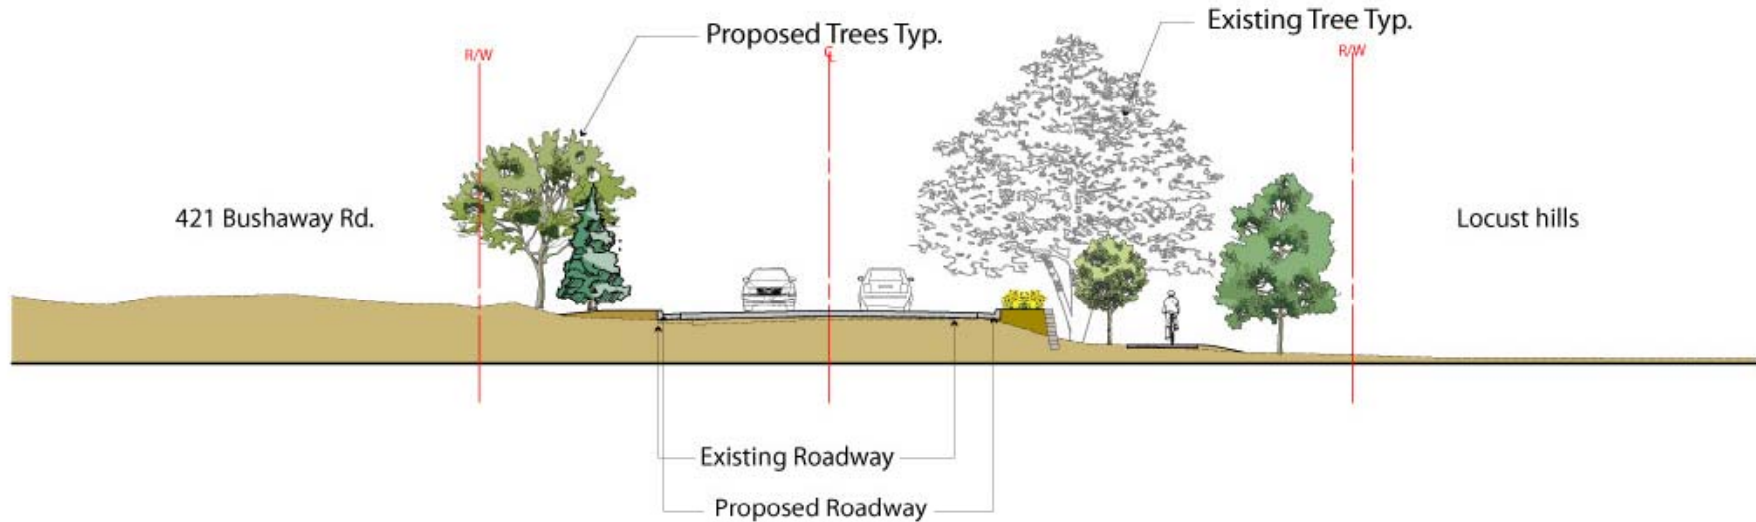 Proposed Trees Typ.
Existing Tree Typ.
R/W
℄
R/W
421 Bushaway Rd.
Locust hills
Existing Roadway
Proposed Roadway